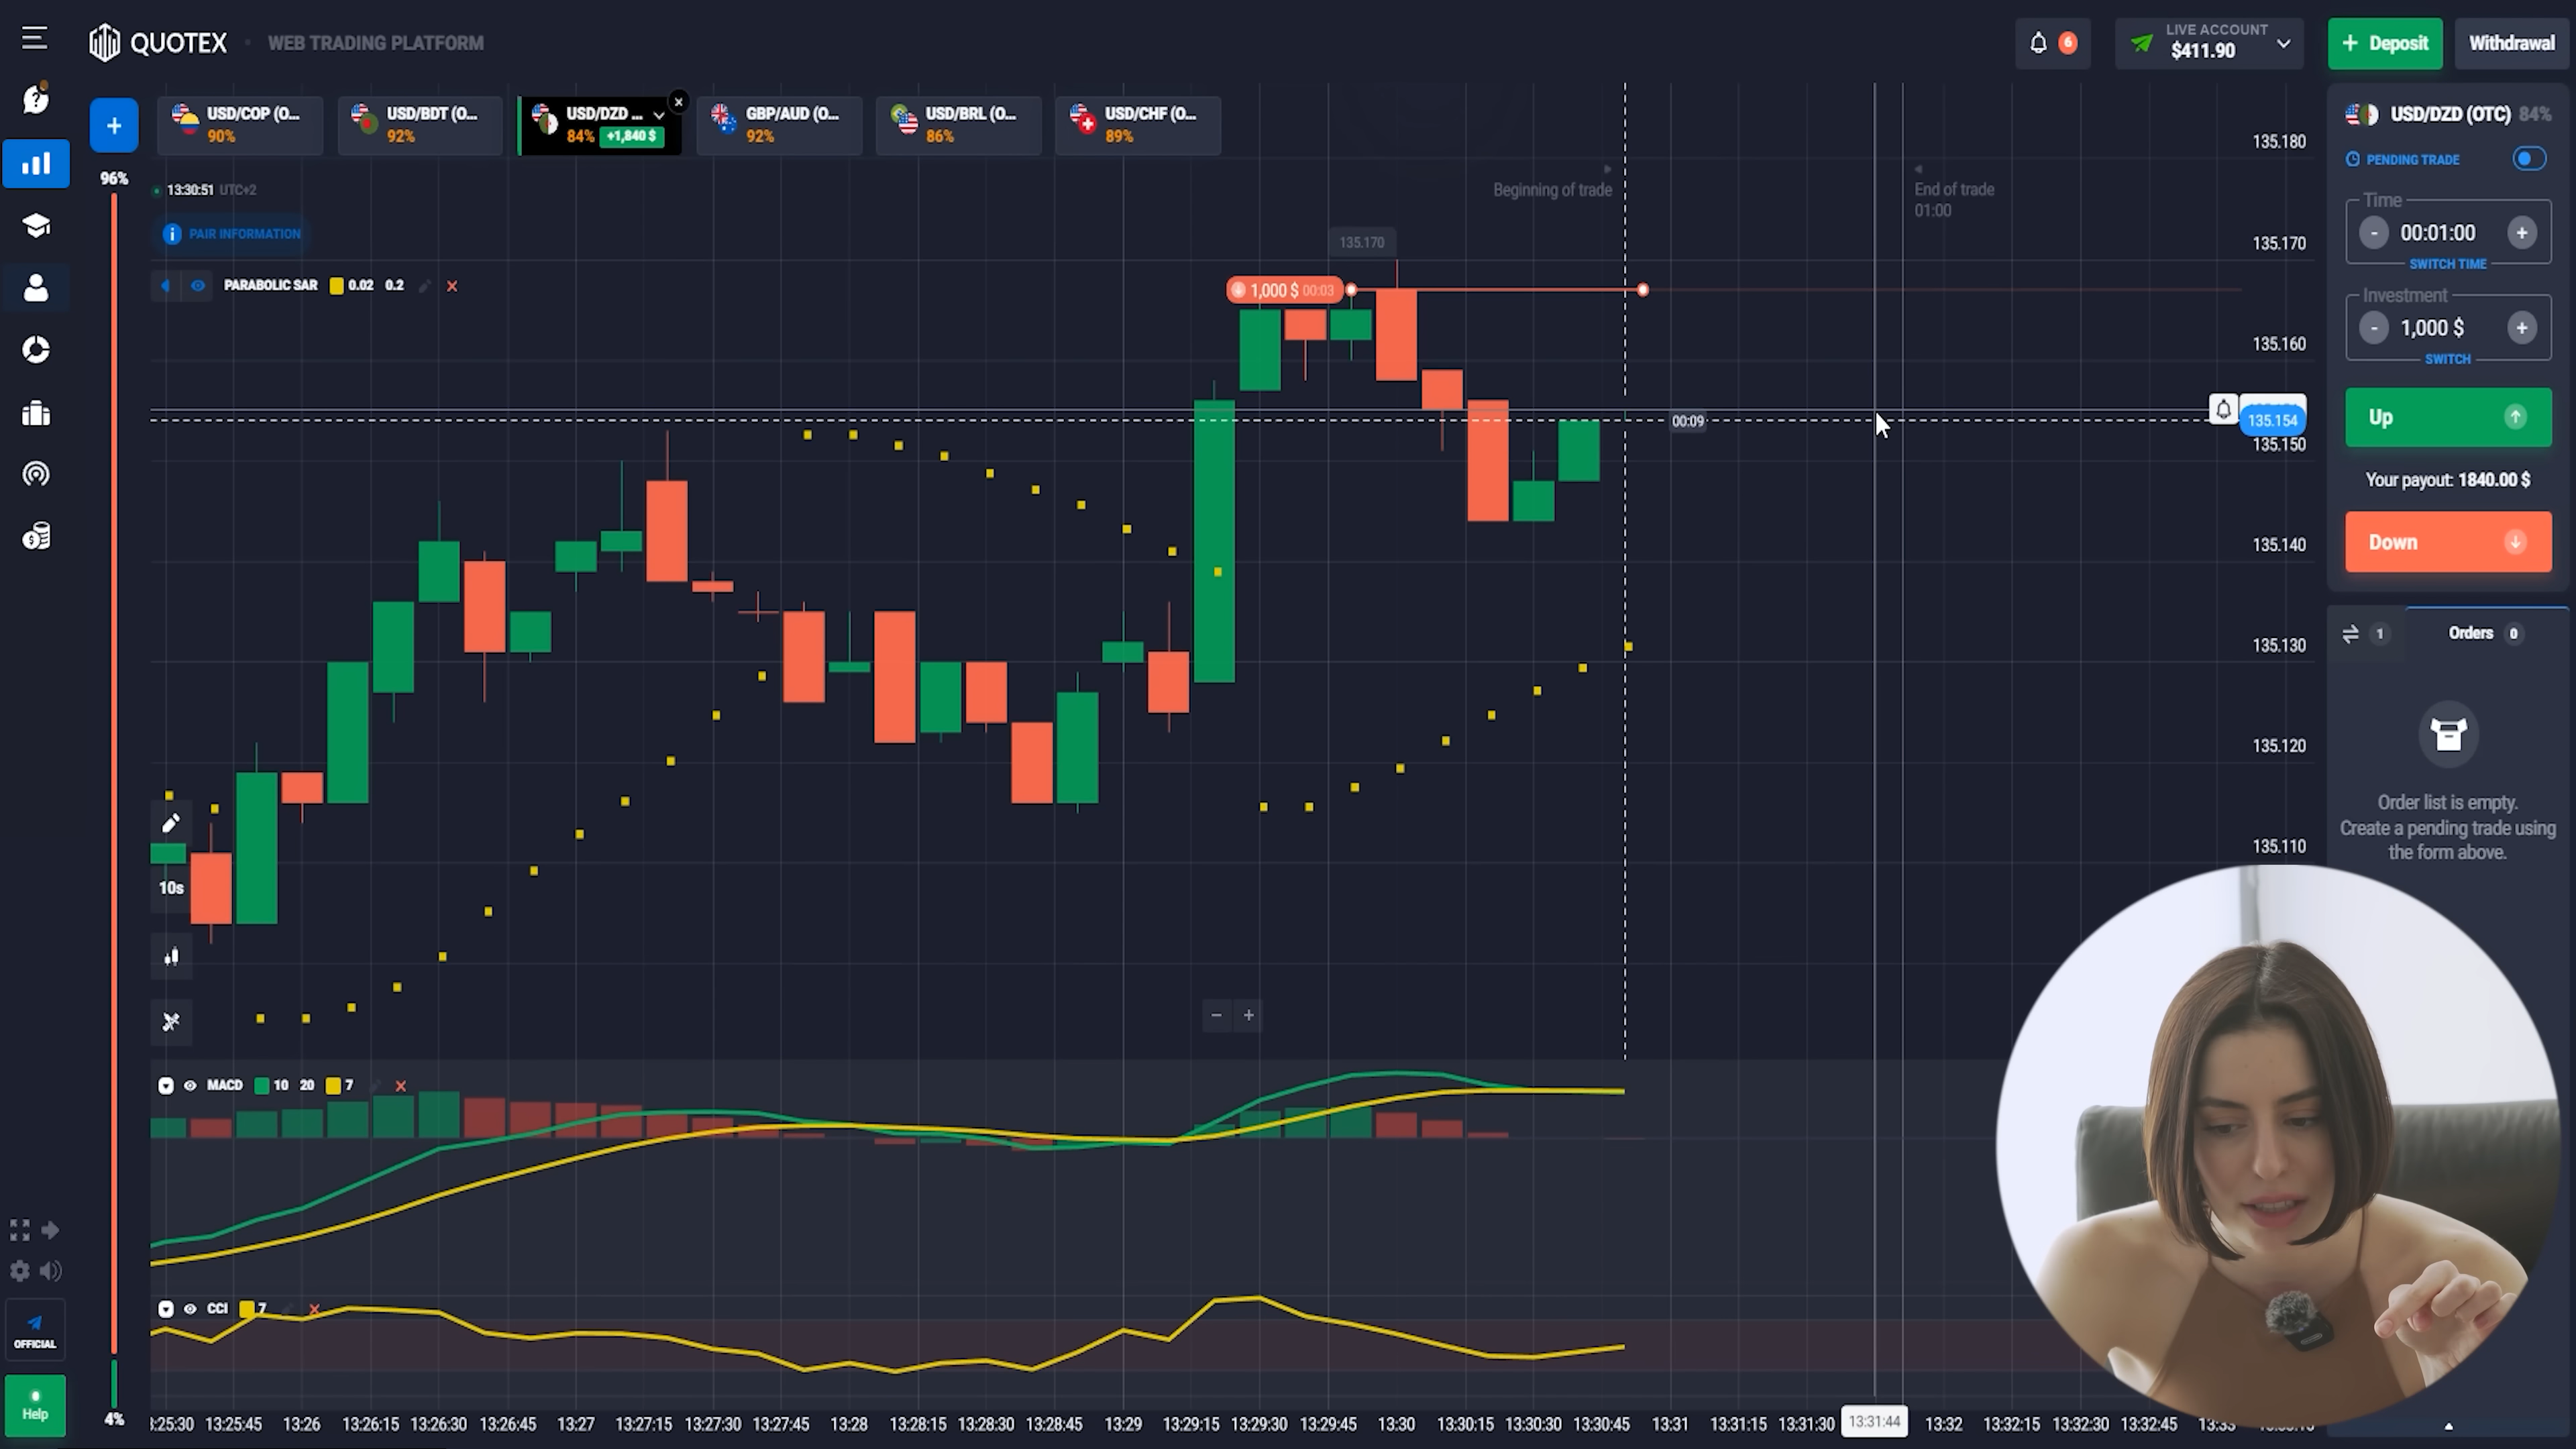 QUOTEX
WEB TRADING PLATFORM
6
LIVE ACCOUNT
$411.90
+ Deposit
Withdrawal
+
USD/COP (O...
90%
USD/BDT (O...
92%
USD/DZD ...
84% +1,840 $
GBP/AUD (O...
92%
USD/BRL (O...
86%
USD/CHF (O...
89%
96%
13:30:51 UTC+2
PAIR INFORMATION
PARABOLIC SAR 0.02 0.2
Beginning of trade
End of trade
01:00
135.170
1,000 $ 00:03
00:09
135.180
135.170
135.160
135.154
135.150
135.140
135.130
135.120
135.110
USD/DZD (OTC) 84%
PENDING TRADE
Time
- 00:01:00 +
SWITCH TIME
Investment
- 1,000 $ +
SWITCH
Up
Your payout: 1840.00 $
Down
1
Orders 0
Order list is empty.
Create a pending trade using
the form above.
10s
MACD 10 20 7
CCI 7
OFFICIAL
Help
4%
13:25:45 13:26 13:26:15 13:26:30 13:26:45 13:27 13:27:15 13:27:30 13:27:45 13:28 13:28:15 13:28:30 13:28:45 13:29 13:29:15 13:29:30 13:29:45 13:30 13:30:15 13:30:30 13:30:45 13:31 13:31:15 13:31:30 13:31:44 13:32 13:32:15 13:32:30 13:32:45